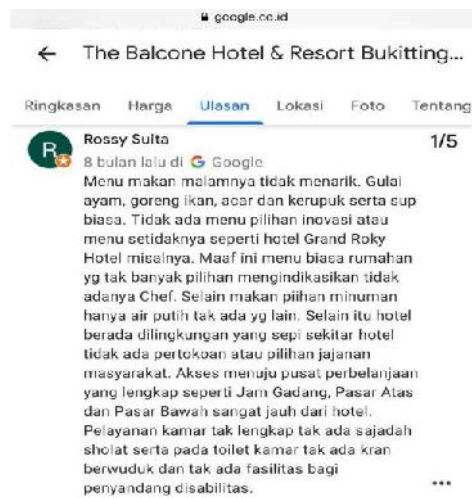 google.co.id
The Balcone Hotel & Resort Bukitting...
Ringkasan Harga Ulasan Lokasi Foto Tentang
R Rossy Sulta 1/5
8 bulan lalu di Google
Menu makan malamnya tidak menarik. Gulai
ayam, goreng ikan, acar dan kerupuk serta sup
biasa. Tidak ada menu pilihan inovasi atau
menu setidaknya seperti hotel Grand Roky
Hotel misalnya. Maaf ini menu biasa rumahan
yg tak banyak pilihan mengindikasikan tidak
adanya Chef. Selain makan piihan minuman
hanya air putih tak ada yg lain. Selain itu hotel
berada dilingkungan yang sepi sekitar hotel
tidak ada pertokoan atau pilihan jajanan
masyarakat. Akses menuju pusat perbelanjaan
yang lengkap seperti Jam Gadang, Pasar Atas
dan Pasar Bawah sangat jauh dari hotel.
Pelayanan kamar tak lengkap tak ada sajadah
sholat serta pada toilet kamar tak ada kran
berwuduk dan tak ada fasilitas bagi
penyandang disabilitas.